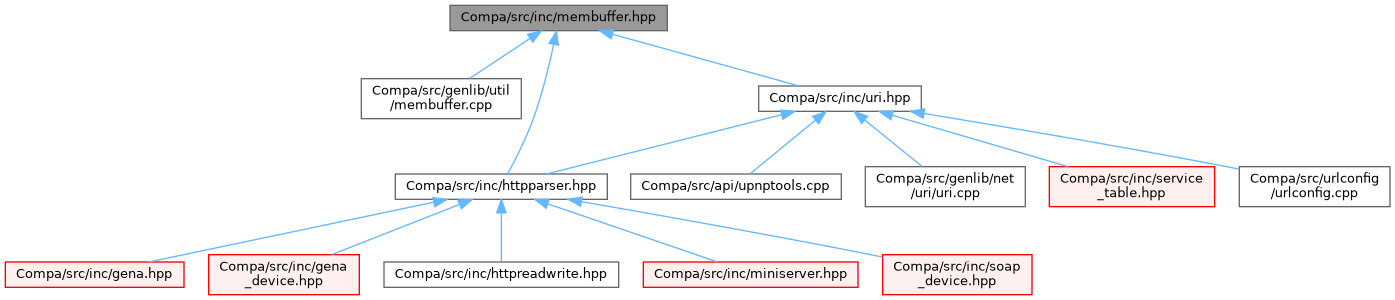 Compa/src/inc/membuffer.hpp
Compa/src/genlib/util
/membuffer.cpp
Compa/src/inc/uri.hpp
Compa/src/inc/httpparser.hpp
Compa/src/api/upnptools.cpp
Compa/src/genlib/net
/uri/uri.cpp
Compa/src/inc/service
_table.hpp
Compa/src/urlconfig
/urlconfig.cpp
Compa/src/inc/gena.hpp
Compa/src/inc/gena
_device.hpp
Compa/src/inc/httpreadwrite.hpp
Compa/src/inc/miniserver.hpp
Compa/src/inc/soap
_device.hpp